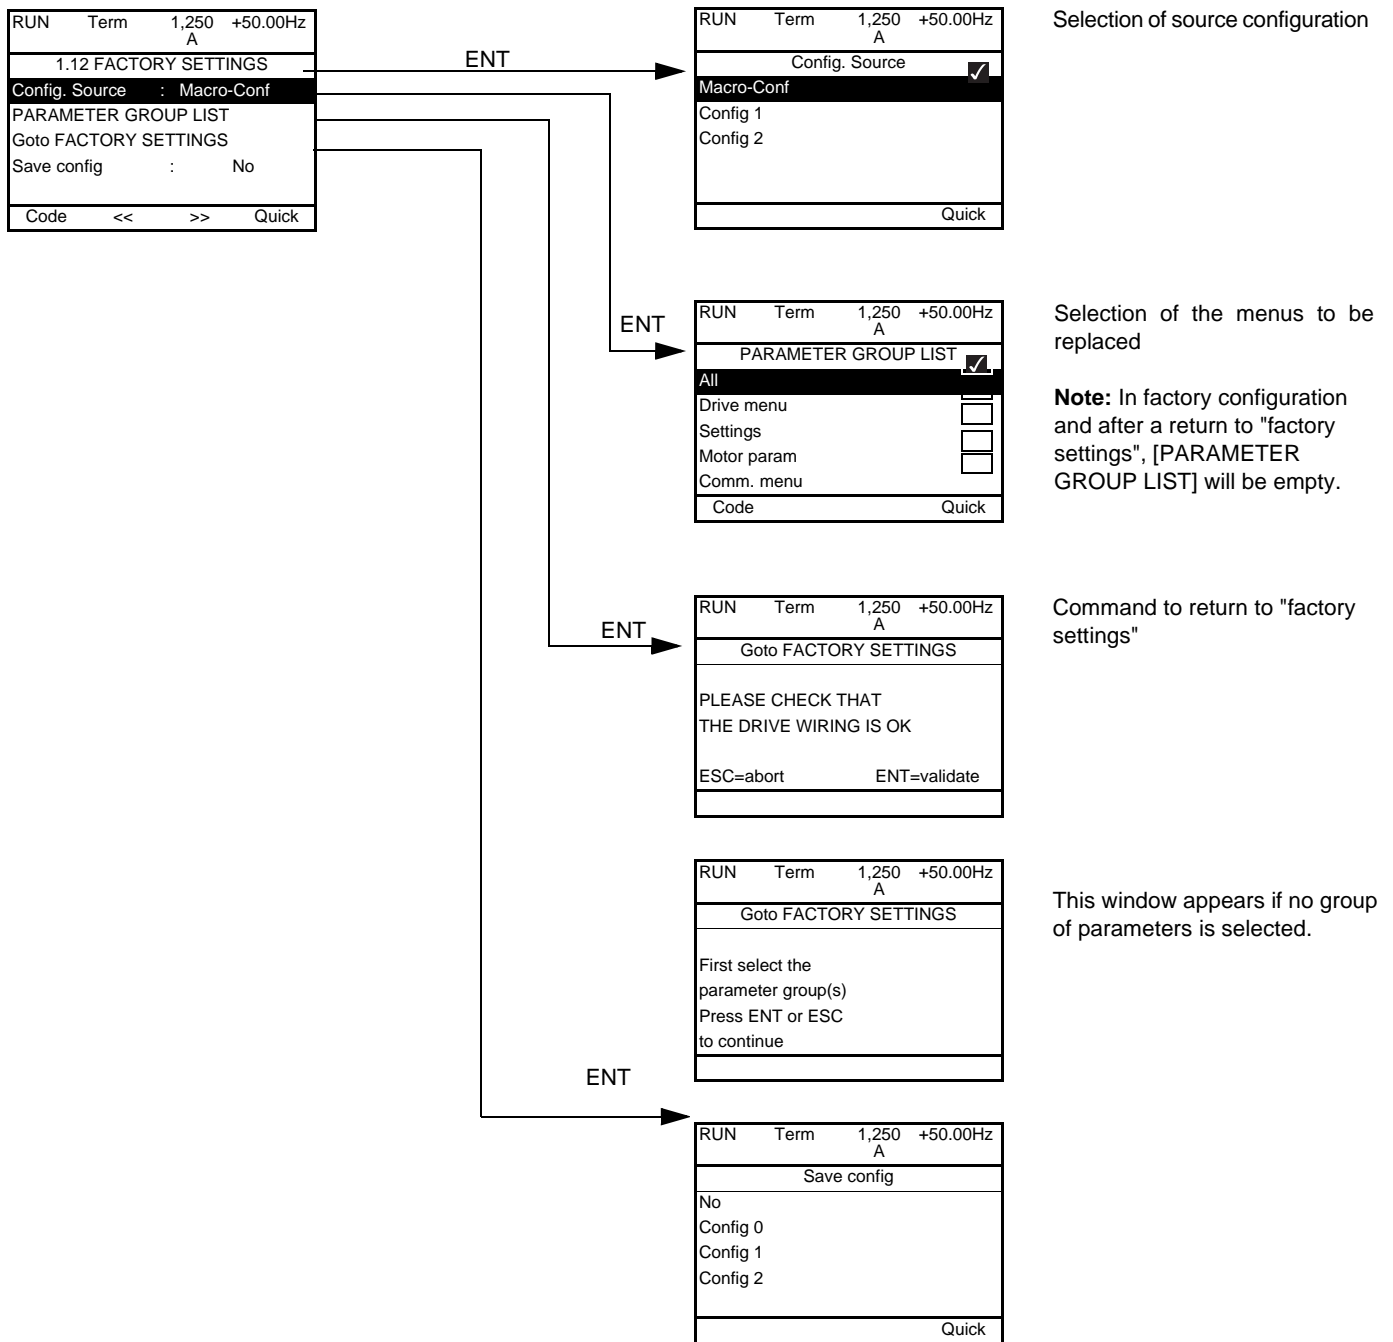 RUN Term 1,250 A +50.00Hz
1.12 FACTORY SETTINGS
Config. Source : Macro-Conf
PARAMETER GROUP LIST
Goto FACTORY SETTINGS
Save config : No
Code << >> Quick
ENT
RUN Term 1,250 A +50.00Hz
Config. Source
Macro-Conf
Config 1
Config 2
Quick
Selection of source configuration
ENT
RUN Term 1,250 A +50.00Hz
PARAMETER GROUP LIST
All
Drive menu
Settings
Motor param
Comm. menu
Code Quick
Selection of the menus to be
replaced
Note: In factory configuration
and after a return to "factory
settings", [PARAMETER
GROUP LIST] will be empty.
ENT
RUN Term 1,250 A +50.00Hz
Goto FACTORY SETTINGS
PLEASE CHECK THAT
THE DRIVE WIRING IS OK
ESC=abort ENT=validate
Command to return to "factory
settings"
RUN Term 1,250 A +50.00Hz
Goto FACTORY SETTINGS
First select the
parameter group(s)
Press ENT or ESC
to continue
This window appears if no group
of parameters is selected.
ENT
RUN Term 1,250 A +50.00Hz
Save config
No
Config 0
Config 1
Config 2
Quick